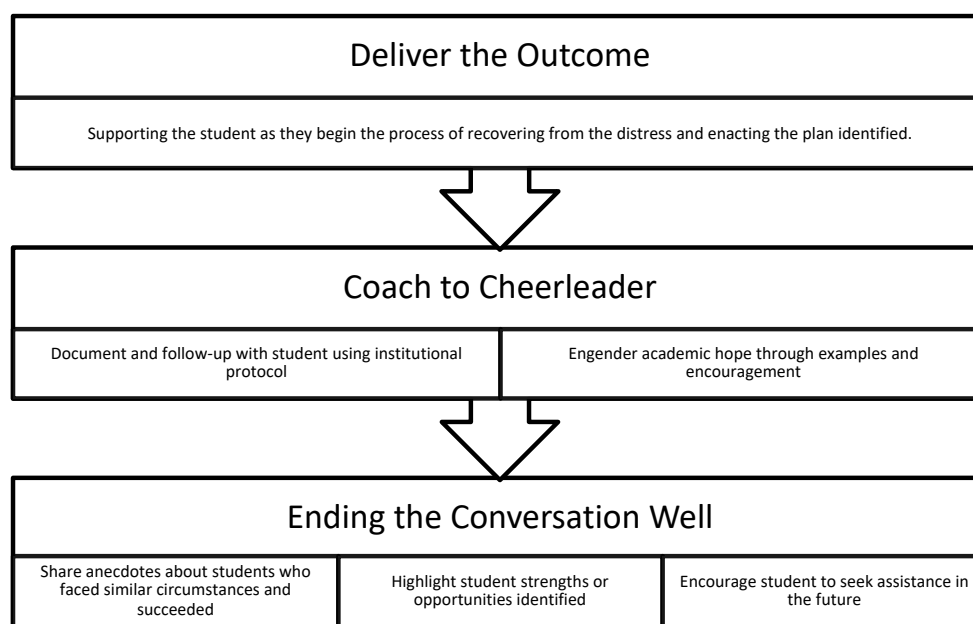 Deliver the Outcome
Supporting the student as they begin the process of recovering from the distress and enacting the plan identified.
Coach to Cheerleader
Document and follow-up with student using institutional
protocol
Engender academic hope through examples and
encouragement
Ending the Conversation Well
Share anecdotes about students who
faced similar circumstances and
succeeded
Highlight student strengths or
opportunities identified
Encourage student to seek assistance in
the future